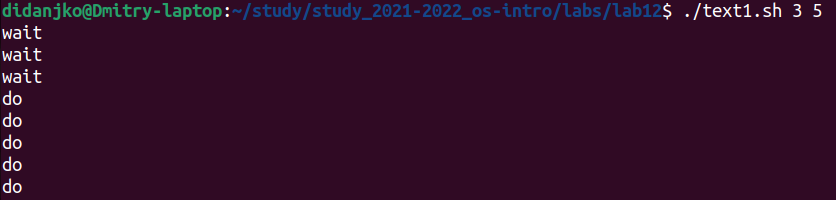 didanjko@Dmitry-laptop:~/study/study_2021-2022_os-intro/labs/lab12$ ./text1.sh 3 5
wait
wait
wait
do
do
do
do
do